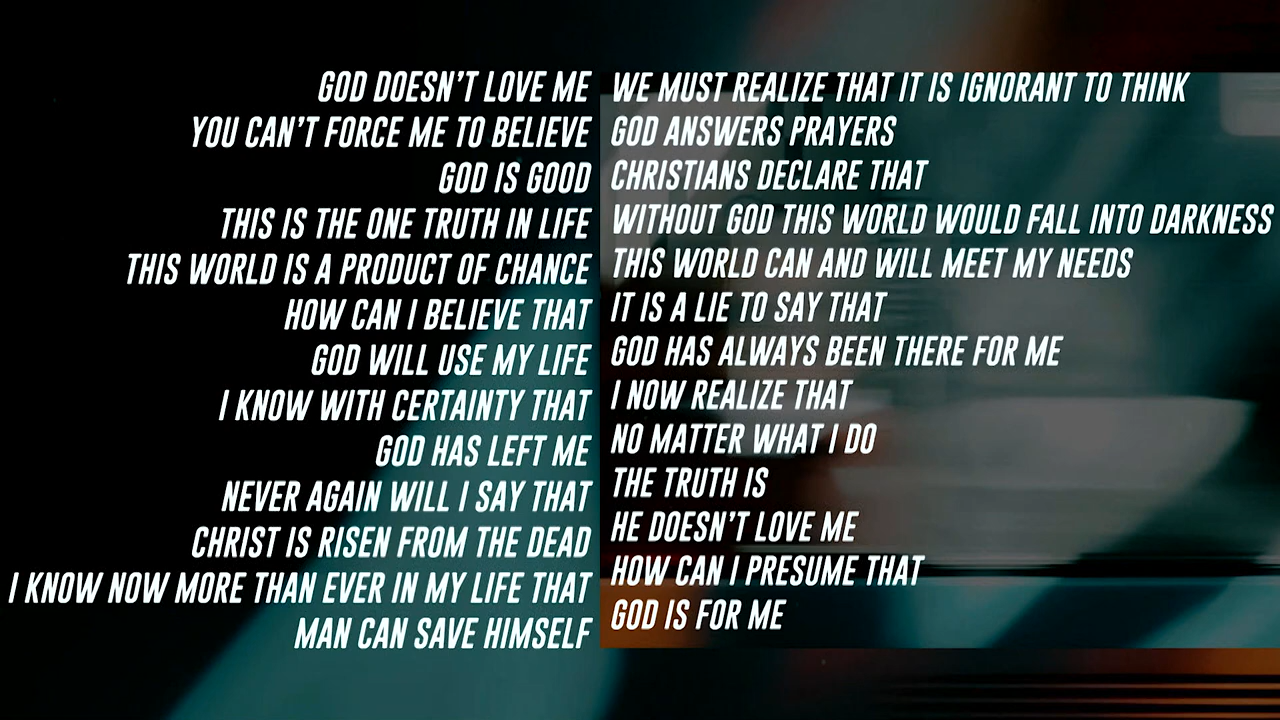 GOD DOESN'T LOVE ME
YOU CAN'T FORCE ME TO BELIEVE
GOD IS GOOD
THIS IS THE ONE TRUTH IN LIFE
THIS WORLD IS A PRODUCT OF CHANCE
HOW CAN I BELIEVE THAT
GOD WILL USE MY LIFE
I KNOW WITH CERTAINTY THAT
GOD HAS LEFT ME
NEVER AGAIN WILL I SAY THAT
CHRIST IS RISEN FROM THE DEAD
I KNOW NOW MORE THAN EVER IN MY LIFE THAT
MAN CAN SAVE HIMSELF
WE MUST REALIZE THAT IT IS IGNORANT TO THINK
GOD ANSWERS PRAYERS
CHRISTIANS DECLARE THAT
WITHOUT GOD THIS WORLD WOULD FALL INTO DARKNESS
THIS WORLD CAN AND WILL MEET MY NEEDS
IT IS A LIE TO SAY THAT
GOD HAS ALWAYS BEEN THERE FOR ME
I NOW REALIZE THAT
NO MATTER WHAT I DO
THE TRUTH IS
HE DOESN'T LOVE ME
HOW CAN I PRESUME THAT
GOD IS FOR ME